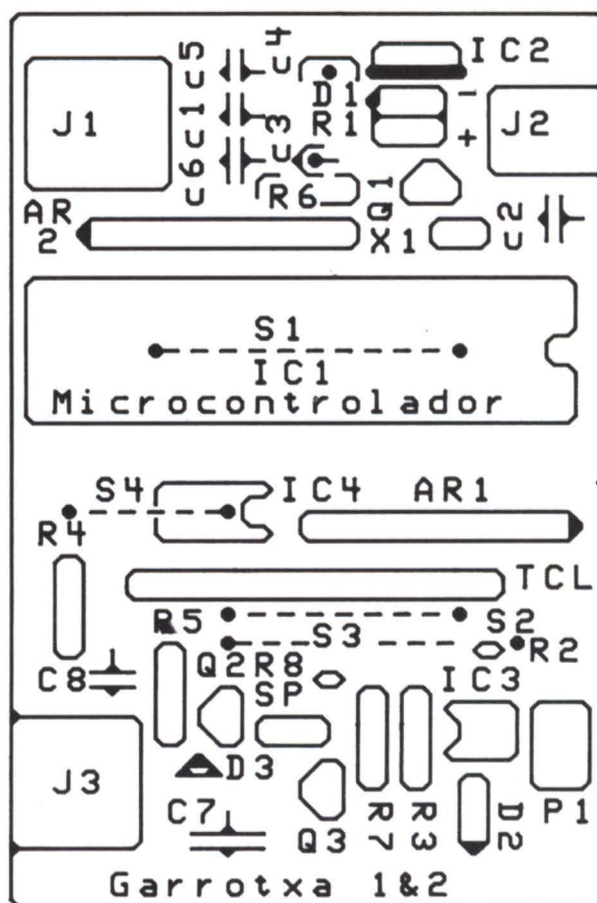 C5
C4
IC2
J1
C1
D1
-
R1
J2
C3
+
C6
R6
Q1
AR
2
X1
C2
S1
IC1
Microcontrolador
S4
IC4
AR1
R4
TCL
R5
S2
S3
R2
C8
Q2
R8
IC3
SP
D3
J3
C7
Q3
R7
R3
D2
P1
Garrotxa 1&2